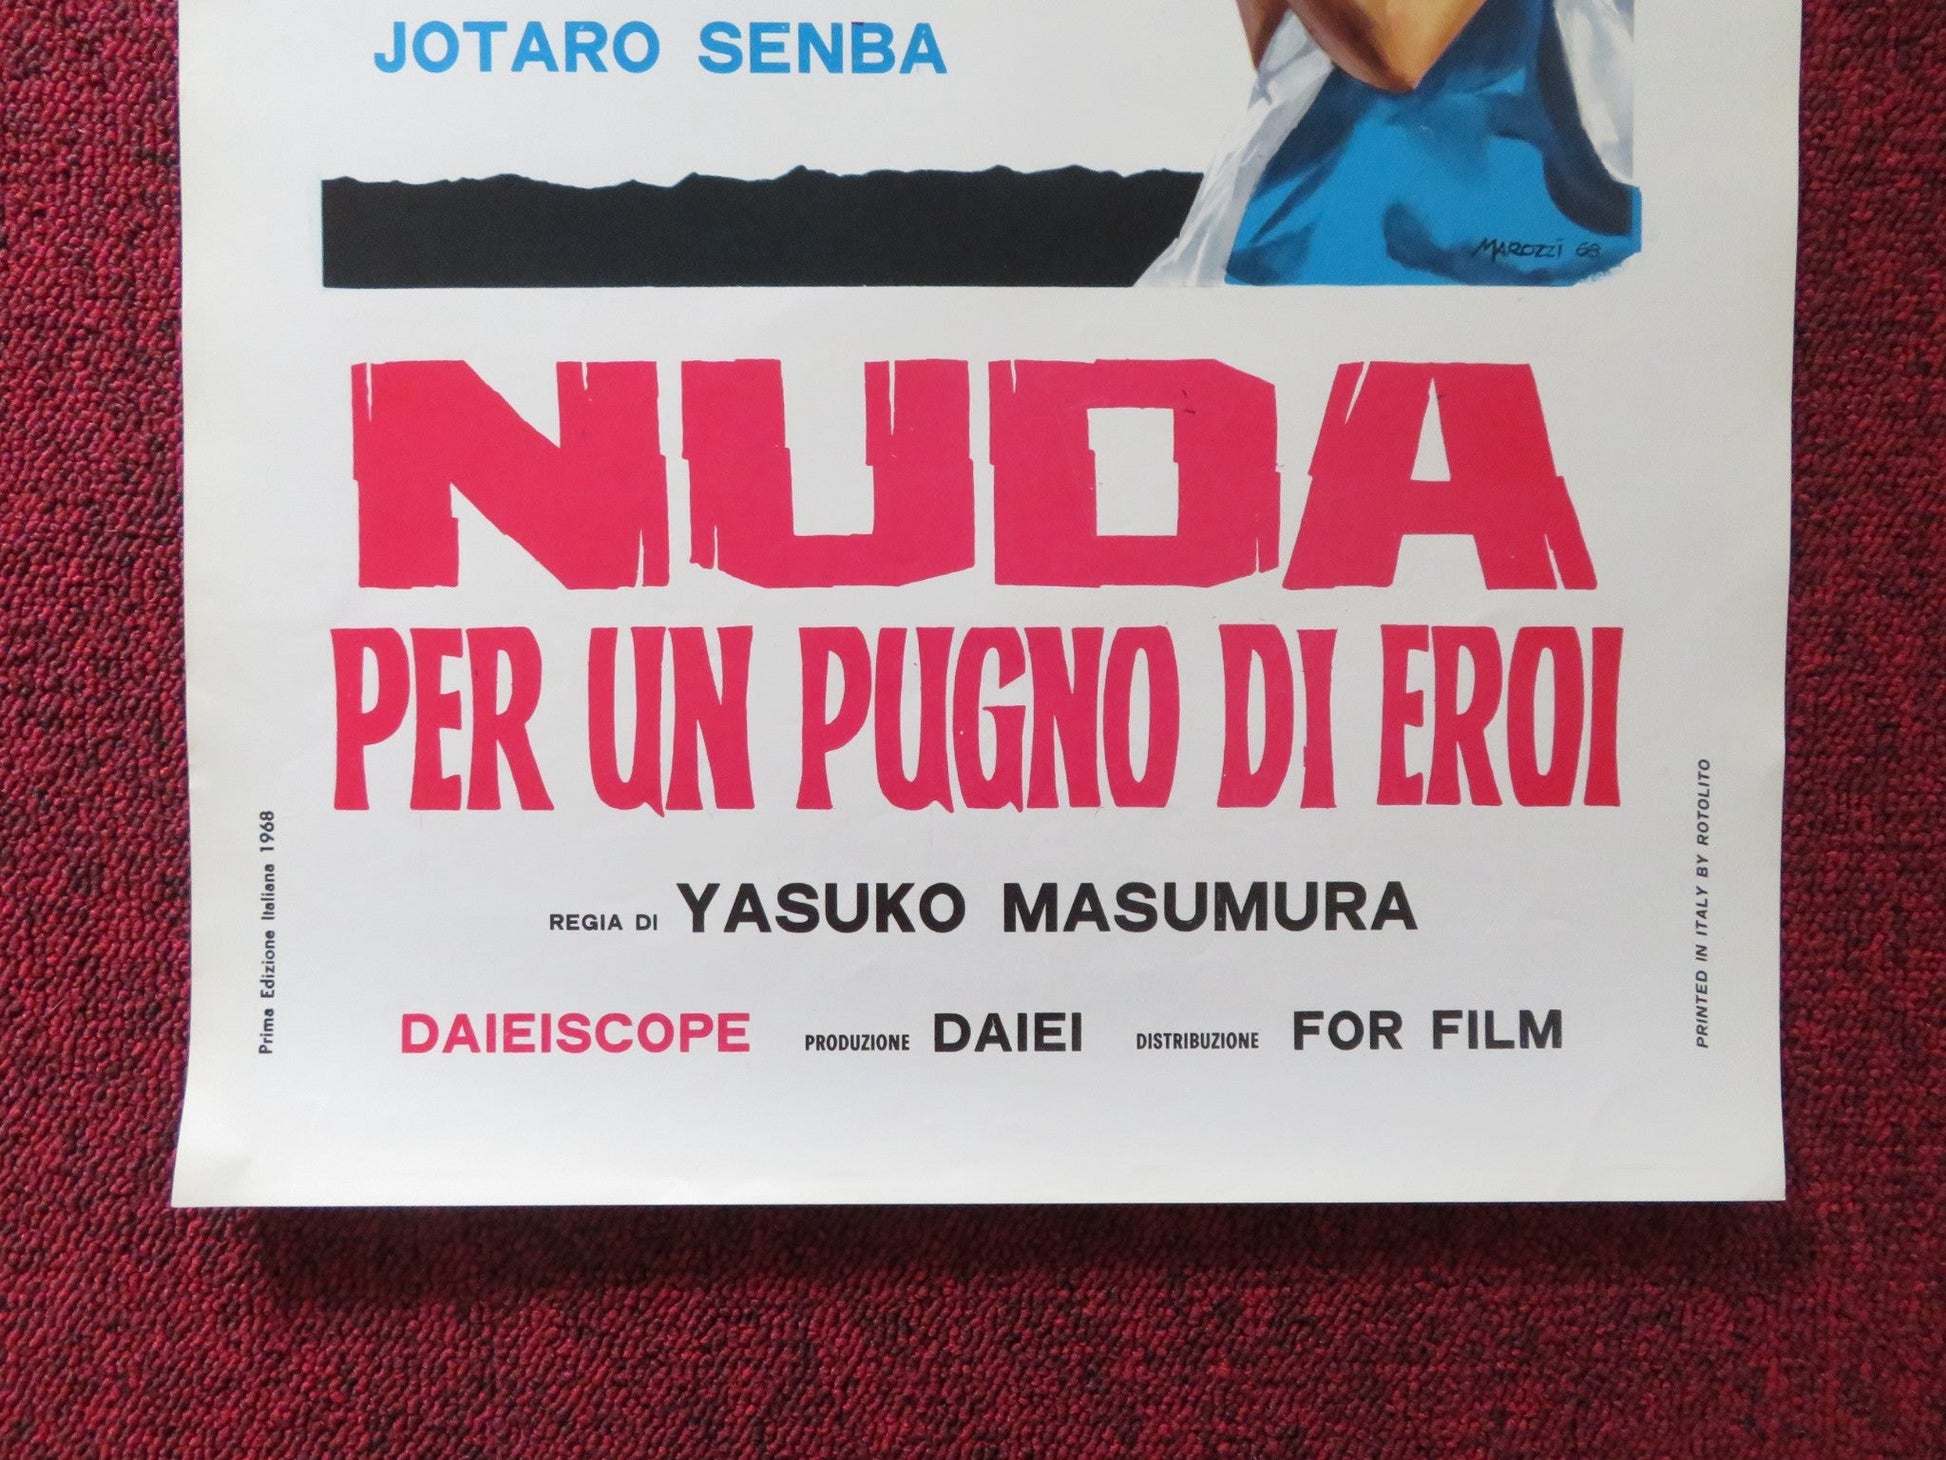 JOTARO SENBA
MAROZZI 68
NUDA
PER UN PUGNO DI EROI
REGIA DI YASUKO MASUMURA
DAIEISCOPE PRODUZIONE DAIEI DISTRIBUZIONE FOR FILM
Prima Edizione Italiana 1968
PRINTED IN ITALY BY ROTOLITO